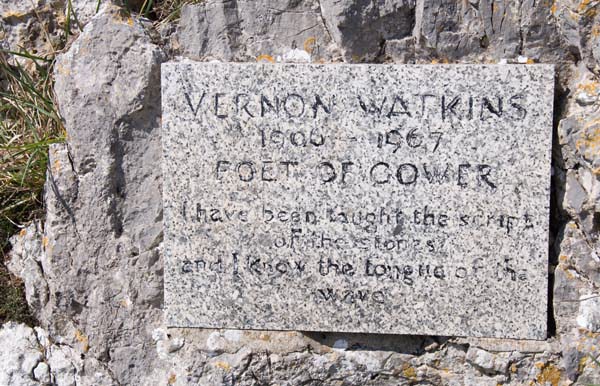 VERNON WATKINS
1906 - 1967
POET OF GOWER
I have been taught the script
of the stones
and I know the tongue of the
wave